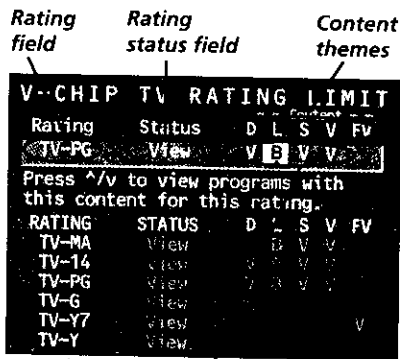 Rating field
Rating status field
Content themes
V-CHIP TV RATING LIMIT
Content
Rating Status D L S V FV
TV-PG View V B V V
Press ^/v to view programs with
this content for this rating.
RATING STATUS D L S V FV
TV-MA View B V V
TV-14 View V B V V
TV-PG View V B V V
TV-G View
TV-Y7 View V
TV-Y View